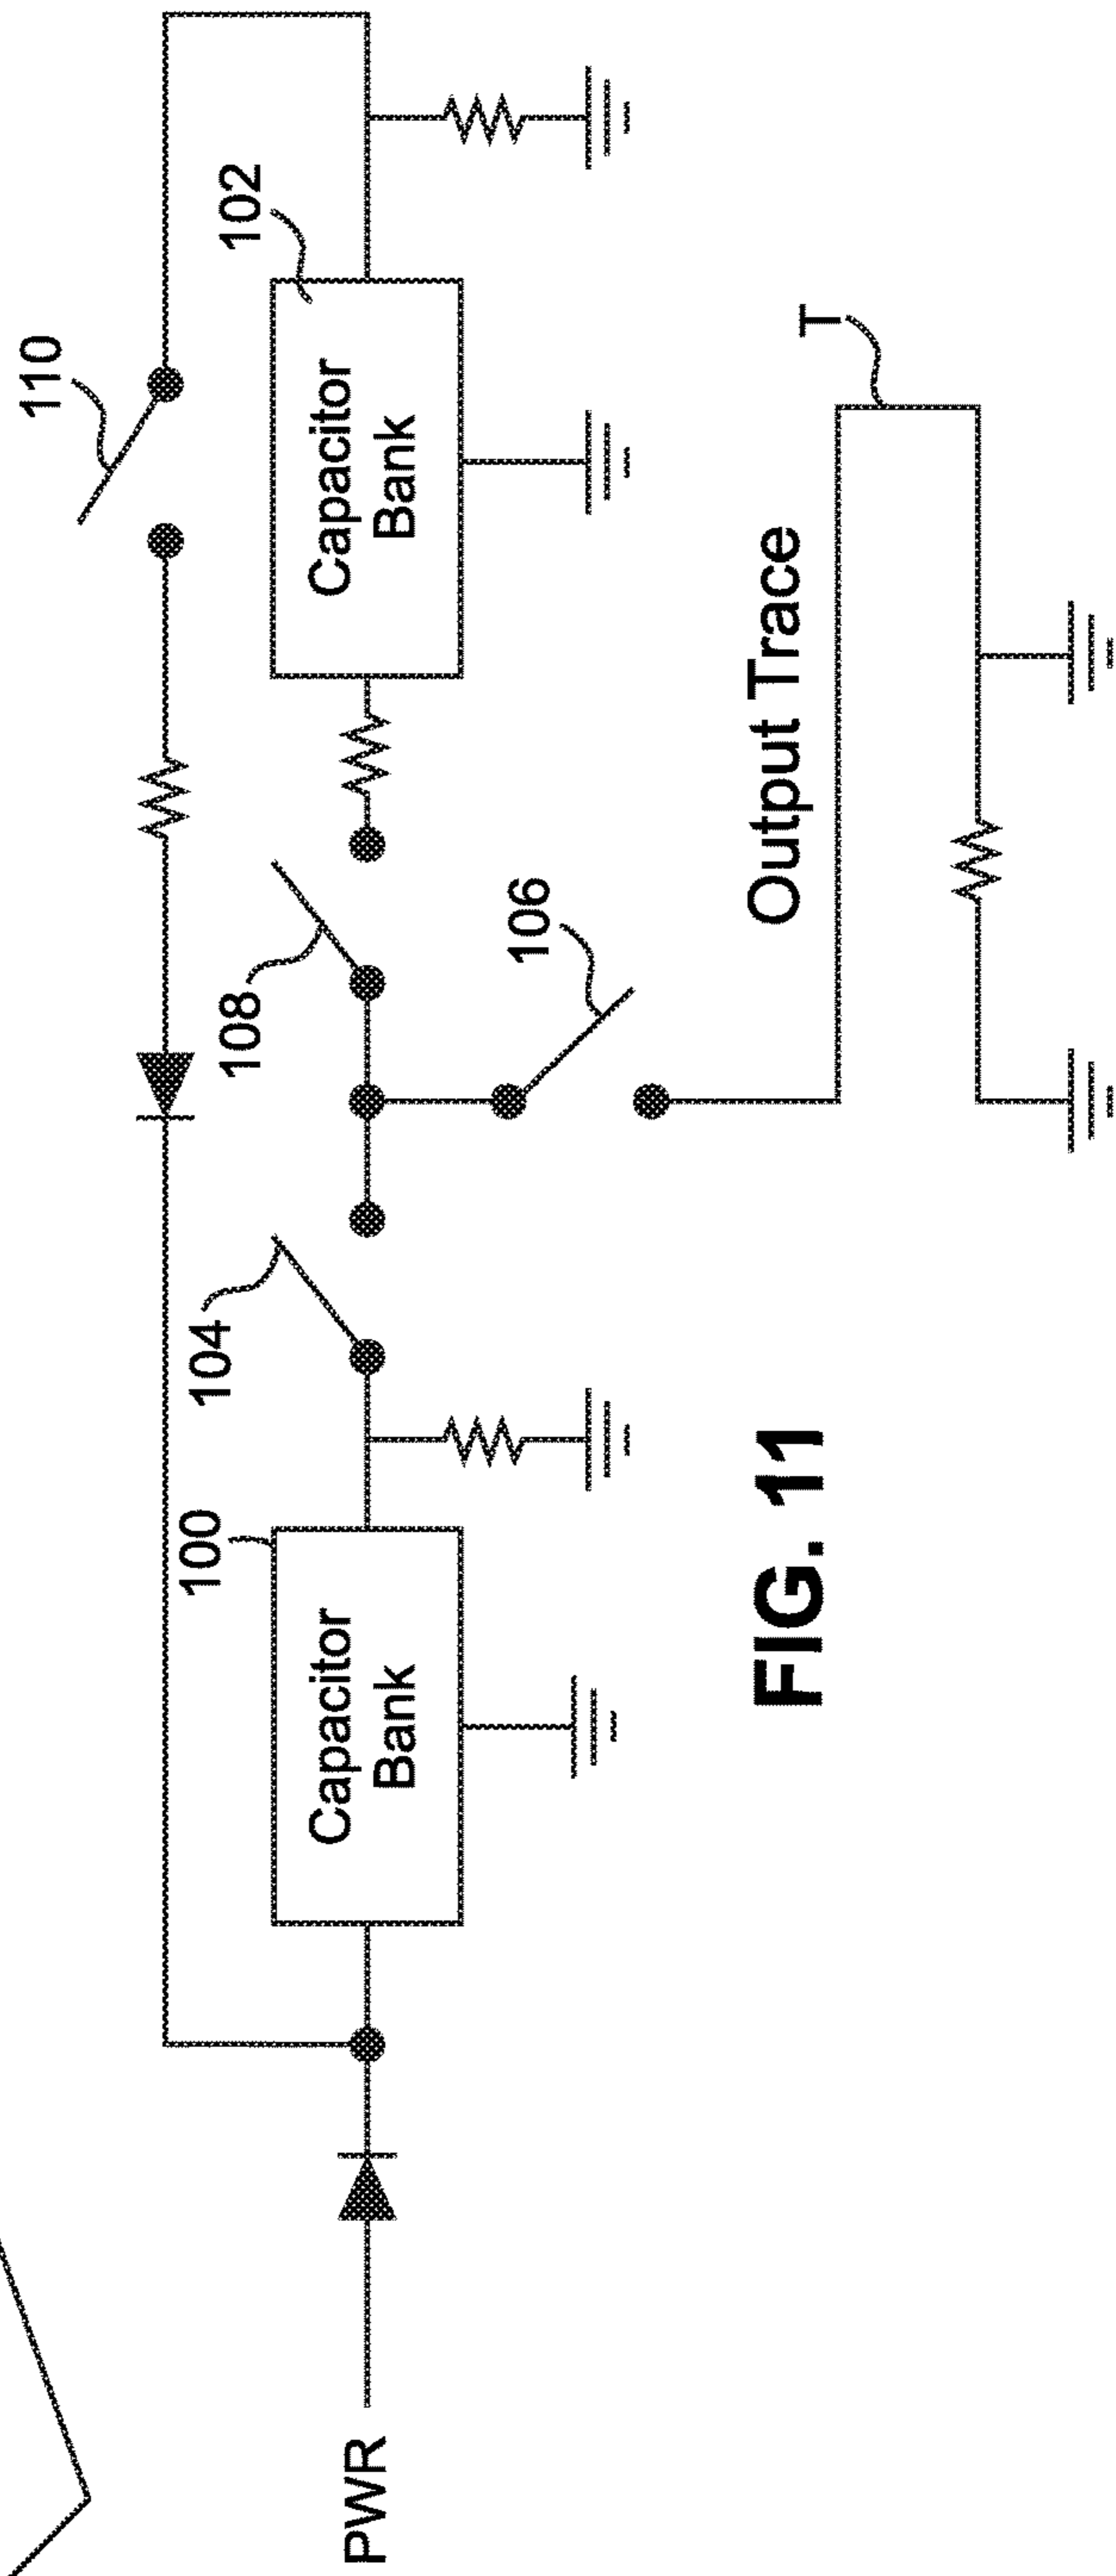 110
102
Capacitor
Bank
108
104
106
100
Capacitor
Bank
PWR
Output Trace
T
FIG. 11